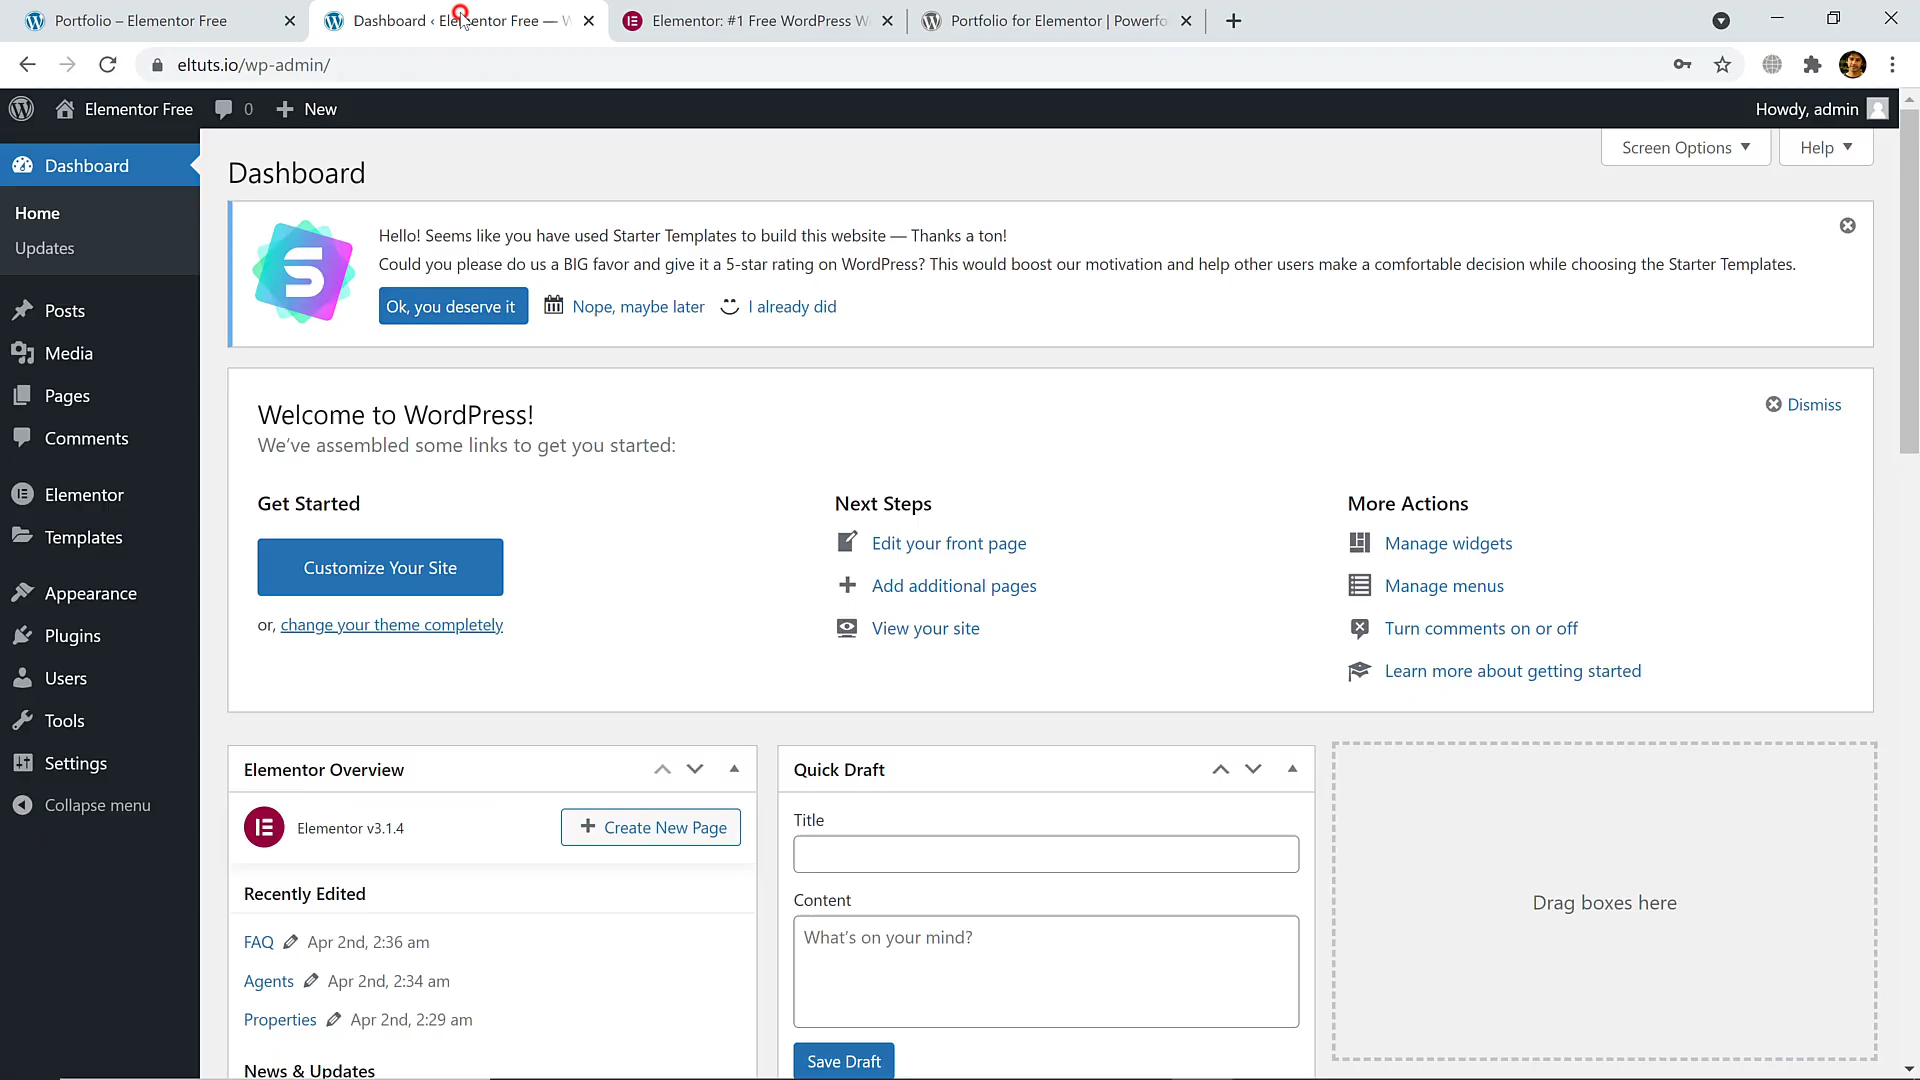 Portfolio – Elementor Free
Dashboard ‹ Elementor Free — W
Elementor: #1 Free WordPress W
Portfolio for Elementor | Powerfo
eltuts.io/wp-admin/
Elementor Free
0
New
Howdy, admin
Screen Options
Help
Dashboard
Home
Updates
Posts
Media
Pages
Comments
Elementor
Templates
Appearance
Plugins
Users
Tools
Settings
Collapse menu
Dashboard
S
Hello! Seems like you have used Starter Templates to build this website — Thanks a ton!
Could you please do us a BIG favor and give it a 5-star rating on WordPress? This would boost our motivation and help other users make a comfortable decision while choosing the Starter Templates.
Ok, you deserve it
Nope, maybe later
I already did
Welcome to WordPress!
We've assembled some links to get you started:
Dismiss
Get Started
Customize Your Site
or, change your theme completely
Next Steps
Edit your front page
Add additional pages
View your site
More Actions
Manage widgets
Manage menus
Turn comments on or off
Learn more about getting started
Elementor Overview
Elementor v3.1.4
Create New Page
Recently Edited
FAQ Apr 2nd, 2:36 am
Agents Apr 2nd, 2:34 am
Properties Apr 2nd, 2:29 am
News & Updates
Quick Draft
Title
Content
What's on your mind?
Save Draft
Drag boxes here